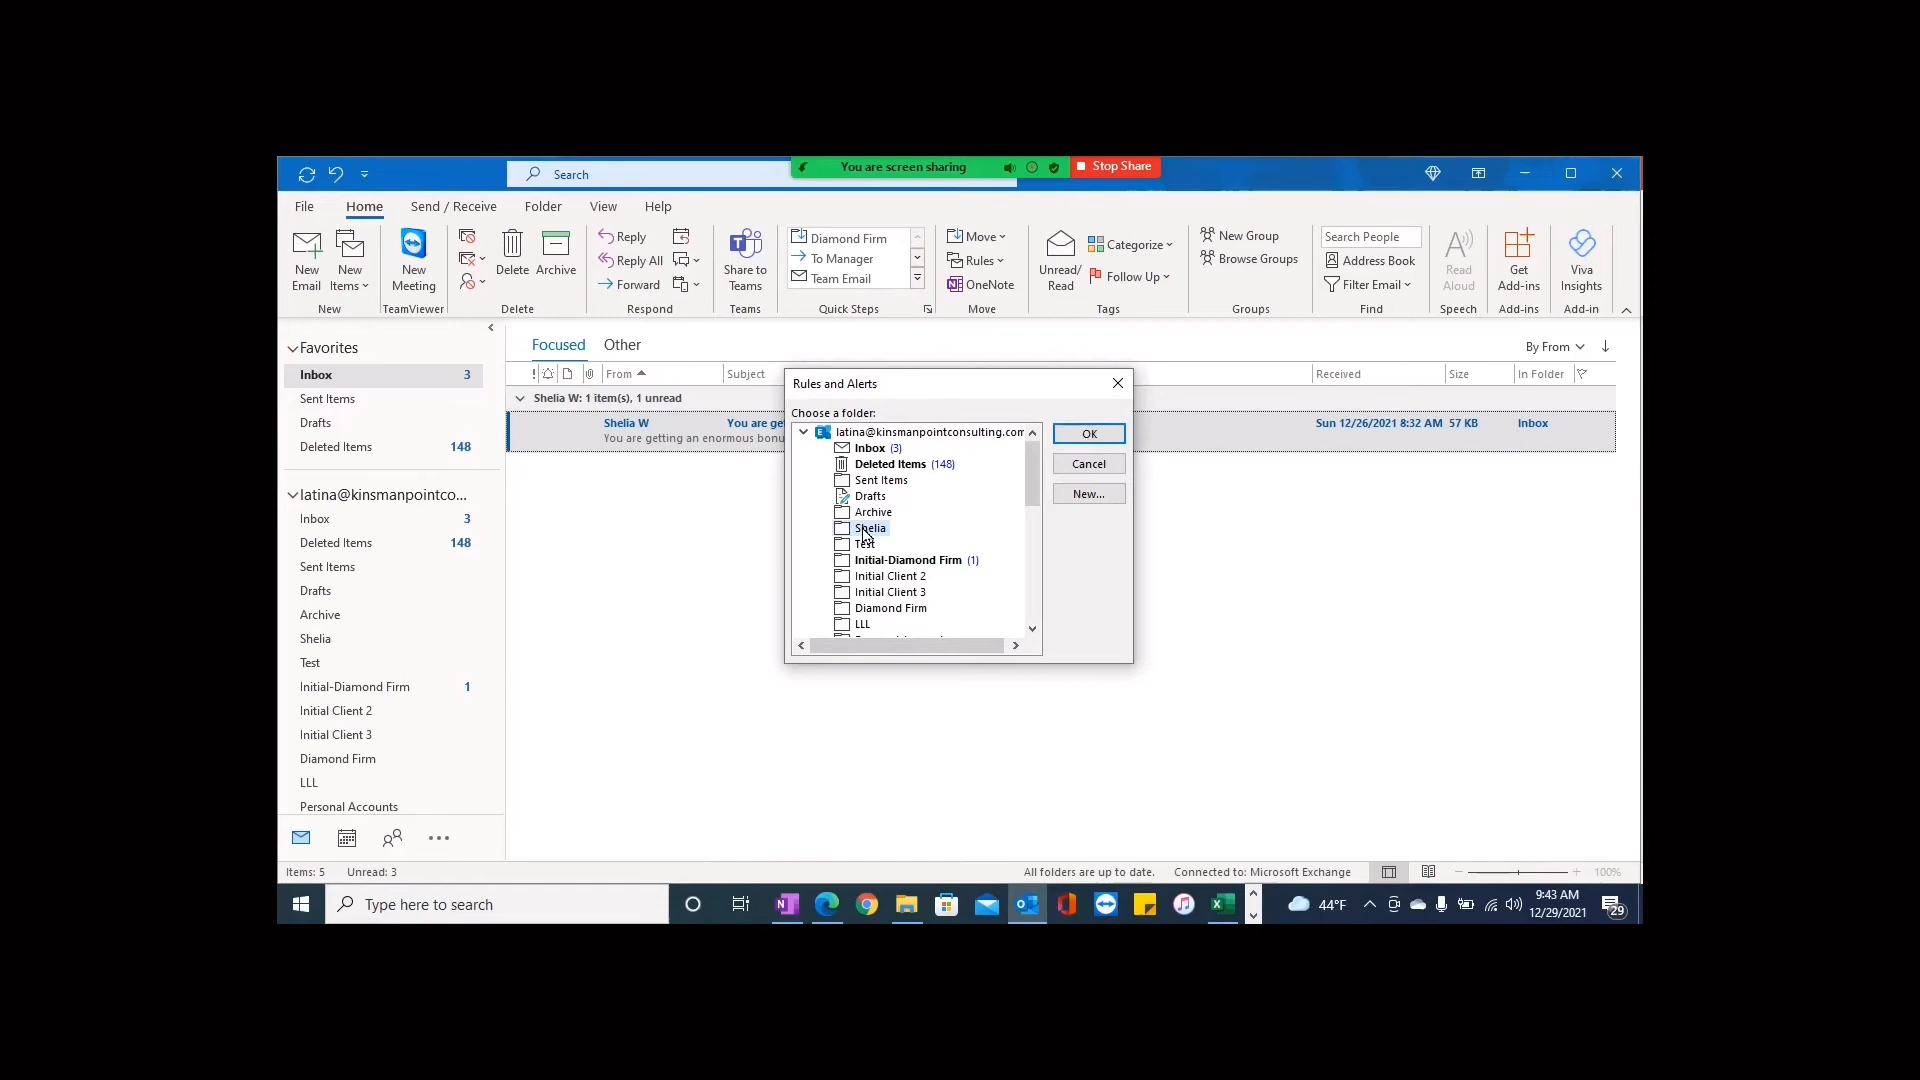 Search
You are screen sharing
Stop Share
File Home Send / Receive Folder View Help
New Email
New Items
New
New Meeting
TeamViewer
Delete
Archive
Delete
Reply
Reply All
Forward
Respond
Share to Teams
Teams
Diamond Firm
To Manager
Team Email
Quick Steps
Move
Rules
OneNote
Move
Unread/ Read
Categorize
Follow Up
Tags
New Group
Browse Groups
Groups
Search People
Address Book
Filter Email
Find
Read Aloud
Speech
Get Add-ins
Add-ins
Viva Insights
Add-in
Favorites
Inbox 3
Sent Items
Drafts
Deleted Items 148
latina@kinsmanpointco...
Inbox 3
Deleted Items 148
Sent Items
Drafts
Archive
Shelia
Test
Initial-Diamond Firm 1
Initial Client 2
Initial Client 3
Diamond Firm
LLL
Personal Accounts
Focused Other
By From
! From Subject Received Size In Folder
Shelia W: 1 item(s), 1 unread
Shelia W You are ge Sun 12/26/2021 8:32 AM 57 KB Inbox
You are getting an enormous bonu
Rules and Alerts
Choose a folder:
latina@kinsmanpointconsulting.com
Inbox (3)
Deleted Items (148)
Sent Items
Drafts
Archive
Shelia
Test
Initial-Diamond Firm (1)
Initial Client 2
Initial Client 3
Diamond Firm
LLL
OK
Cancel
New...
Items: 5 Unread: 3
All folders are up to date. Connected to: Microsoft Exchange 100%
Type here to search
44°F
9:43 AM
12/29/2021
29